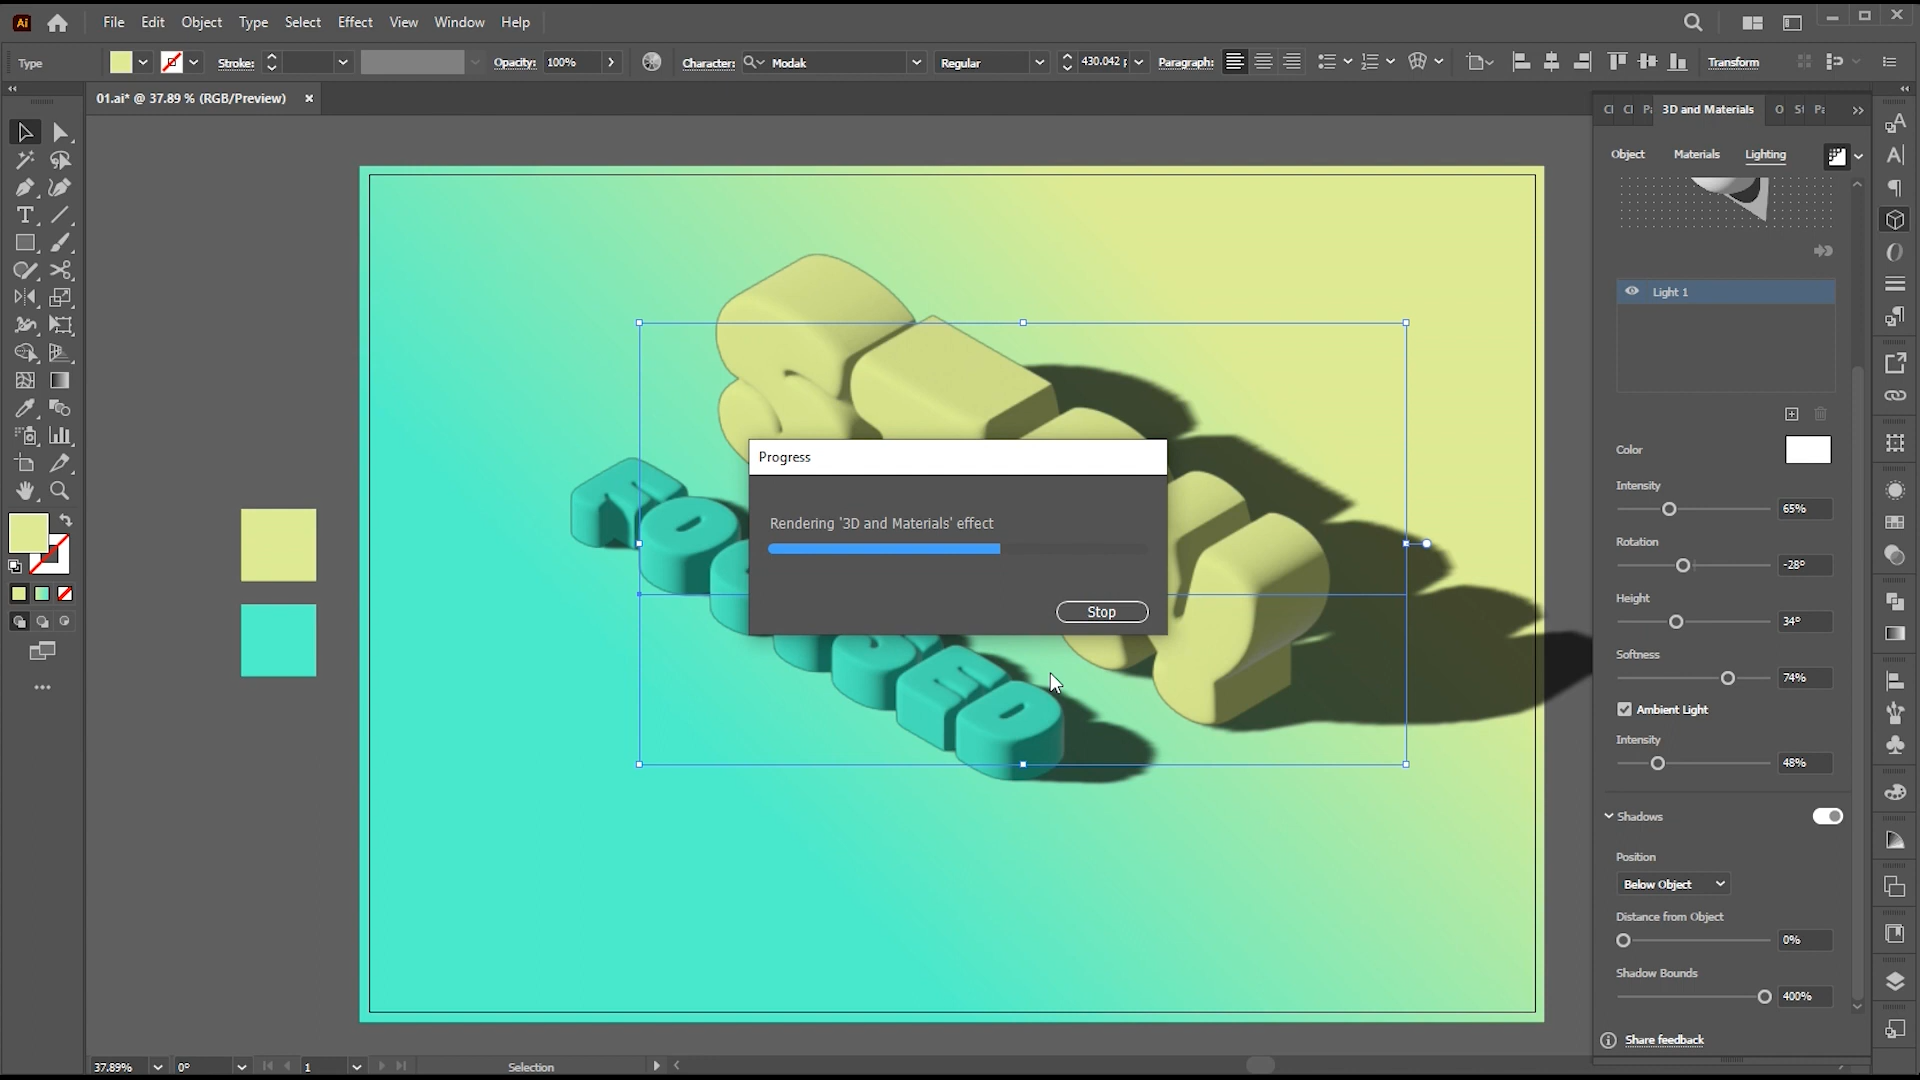 Ai File Edit Object Type Select Effect View Window Help
Type Stroke: Opacity: 100% Character: Modak Regular 430.042 Paragraph: Transform
01.ai* @ 37.89 % (RGB/Preview) ×
3D and Materials
Object Materials Lighting
Light 1
Color
Intensity
65%
Rotation
-28°
Height
34°
Softness
74%
Ambient Light
Intensity
48%
Shadows
Position
Below Object
Distance from Object
0%
Shadow Bounds
400%
Share feedback
Progress
Rendering '3D and Materials' effect
Stop
37.89% 0° 1 Selection